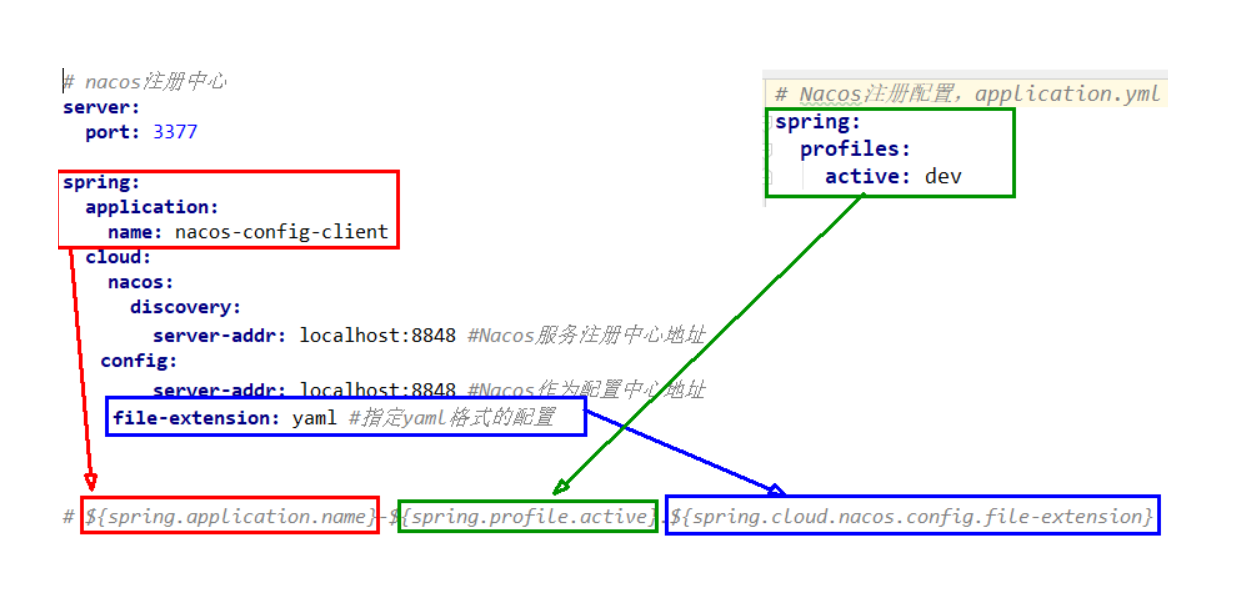 # nacos注册中心
server:
  port: 3377
spring:
  application:
    name: nacos-config-client
  cloud:
    nacos:
      discovery:
        server-addr: localhost:8848 #Nacos服务注册中心地址
    config:
        server-addr: localhost:8848 #Nacos作为配置中心地址
    file-extension: yaml #指定yaml格式的配置
# Nacos注册配置，application.yml
spring:
  profiles:
    active: dev
# ${spring.application.name}-${spring.profile.active}.${spring.cloud.nacos.config.file-extension}